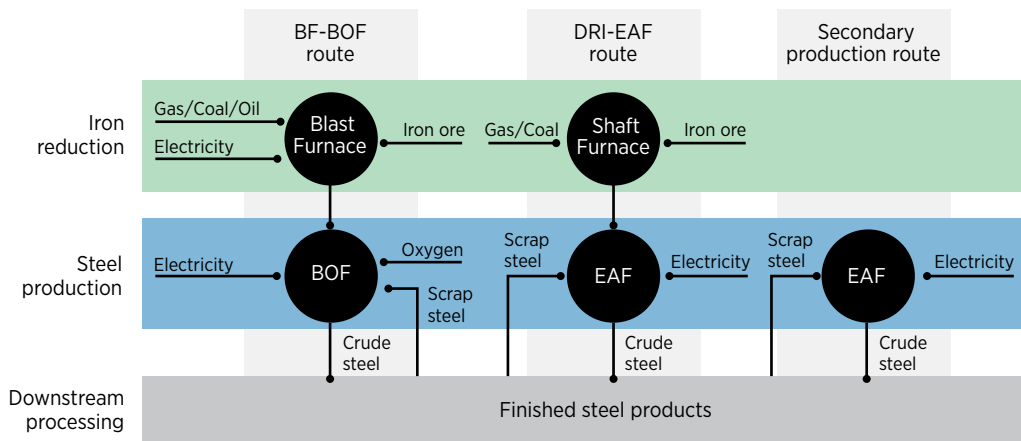 BF-BOF
route
DRI-EAF
route
Secondary
production route
Iron
reduction
Gas/Coal/Oil
Electricity
Blast
Furnace
Iron ore
Gas/Coal
Shaft
Furnace
Iron ore
Steel
production
Electricity
BOF
Oxygen
Scrap
steel
Scrap
steel
EAF
Electricity
Scrap
steel
EAF
Electricity
Crude
steel
Crude
steel
Crude
steel
Downstream
processing
Finished steel products